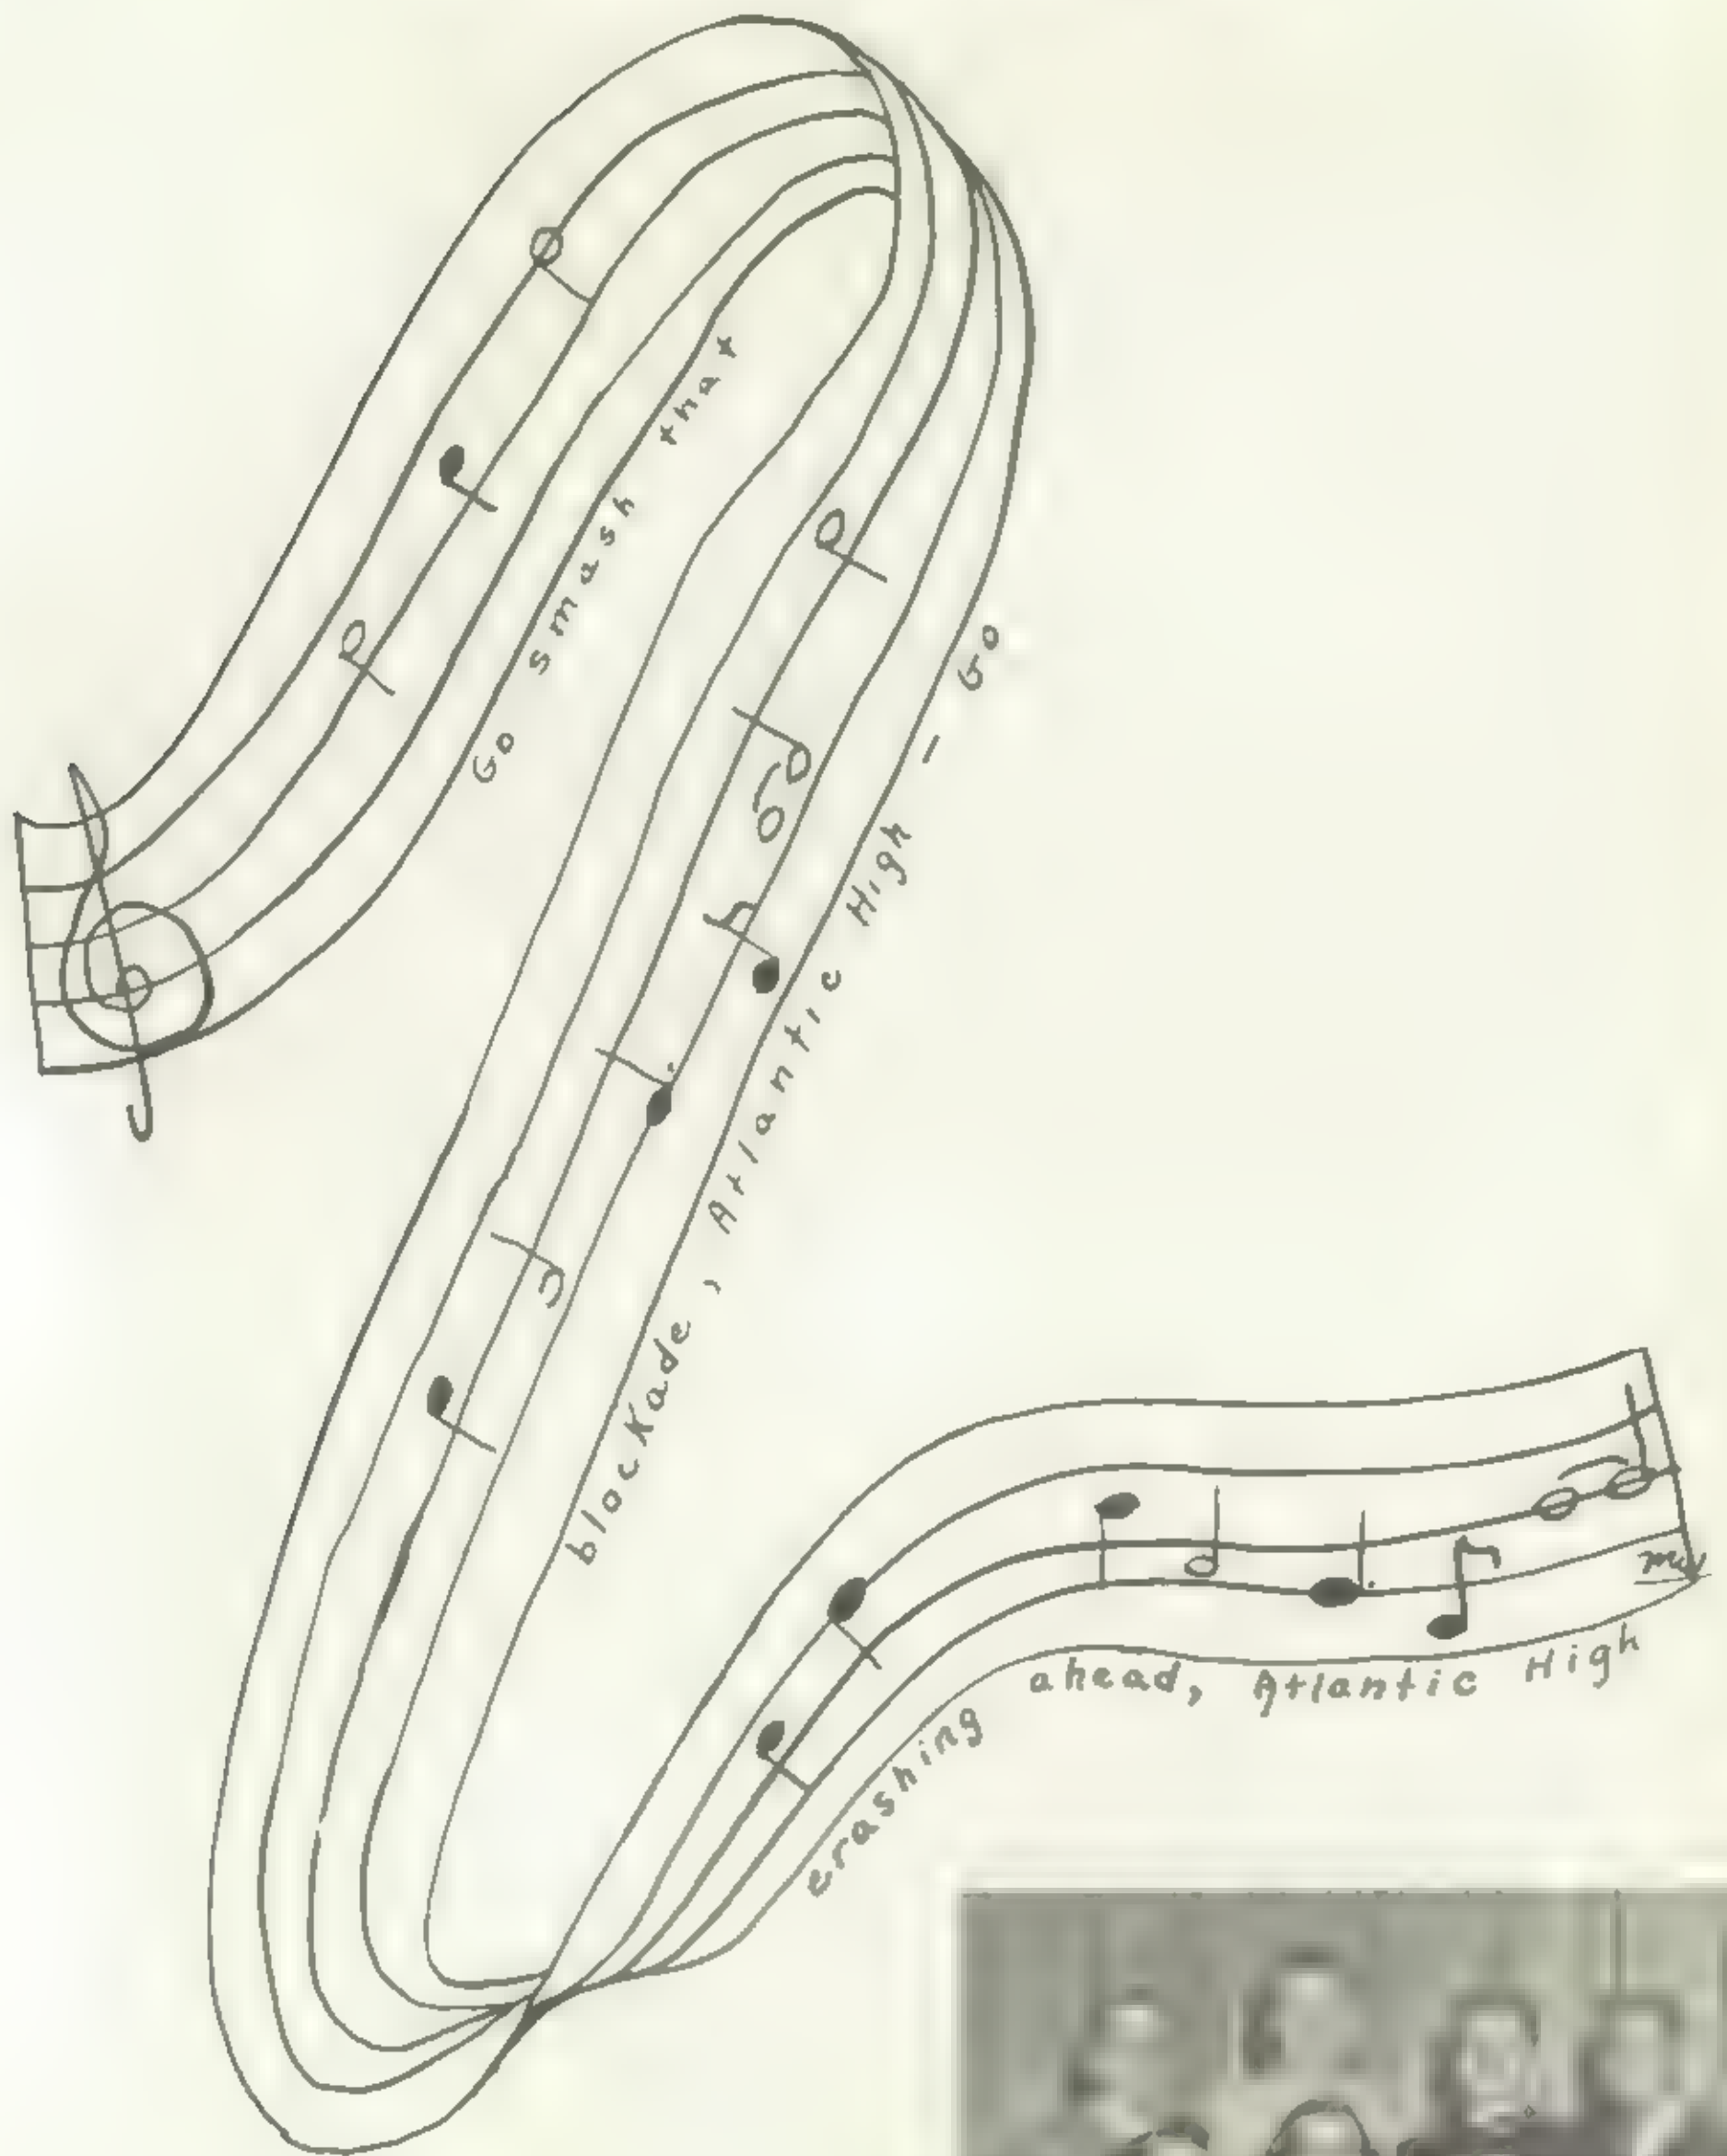 Go smash that
blockade, Atlantic High - Go
crashing ahead, Atlantic High